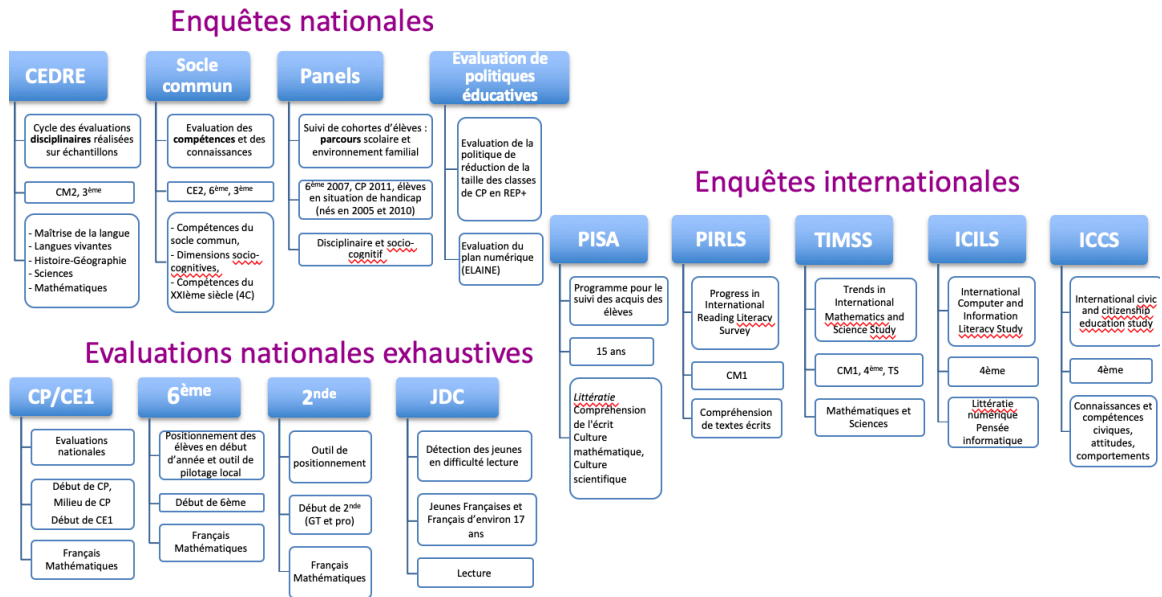 Enquêtes nationales
CEDRE
Cycle des évaluations
disciplinaires réalisées
sur échantillons
CM2, 3ème
- Maîtrise de la langue
- Langues vivantes
- Histoire-Géographie
- Sciences
- Mathématiques
Socle
commun
Evaluation des
compétences et des
connaissances
CE2, 6ème, 3ème
- Compétences du
socle commun,
- Dimensions socio-
cognitives,
- Compétences du
XXIème siècle (4C)
Panels
Suivi de cohortes d'élèves :
parcours scolaire et
environnement familial
6ème 2007, CP 2011, élèves
en situation de handicap
(nés en 2005 et 2010)
Disciplinaire et socio-
cognitif
Evaluation de
politiques
éducatives
Evaluation de la
politique de
réduction de la
taille des classes
de CP en REP+
Evaluation du
plan numérique
(ELAINE)
Evaluations nationales exhaustives
CP/CE1
Evaluations
nationales
Début de CP,
Milieu de CP
Début de CE1
Français
Mathématiques
6ème
Positionnement des
élèves en début
d'année et outil de
pilotage local
Début de 6ème
Français
Mathématiques
2nde
Outil de
positionnement
Début de 2nde
(GT et pro)
Français
Mathématiques
JDC
Détection des jeunes
en difficulté lecture
Jeunes Françaises et
Français d'environ 17
ans
Lecture
Enquêtes internationales
PISA
Programme pour le
suivi des acquis des
élèves
15 ans
Littératie
Compréhension
de l'écrit
Culture
mathématique,
Culture
scientifique
PIRLS
Progress in
International
Reading Literacy
Survey
CM1
Compréhension
de textes écrits
TIMSS
Trends in
International
Mathematics and
Science Study
CM1, 4ème, TS
Mathématiques et
Sciences
ICILS
International
Computer and
Information
Literacy Study
4ème
Littératie
numérique
Pensée
informatique
ICCS
International civic
and citizenship
education study
4ème
Connaissances et
compétences
civiques,
attitudes,
comportements